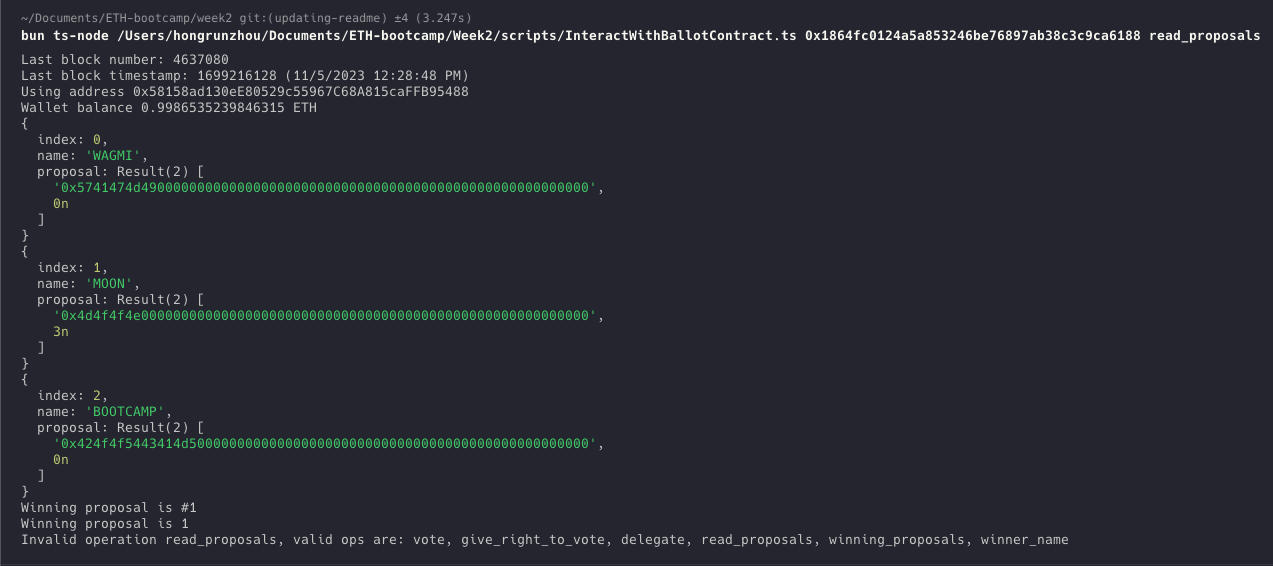 ~/Documents/ETH-bootcamp/week2 git:(updating-readme) ±4 (3.247s)
bun ts-node /Users/hongrunzhou/Documents/ETH-bootcamp/Week2/scripts/InteractWithBallotContract.ts 0x1864fc0124a5a853246be76897ab38c3c9ca6188 read_proposals
Last block number: 4637080
Last block timestamp: 1699216128 (11/5/2023 12:28:48 PM)
Using address 0x58158ad130eE80529c55967C68A815caFFB95488
Wallet balance 0.9986535239846315 ETH
{
  index: 0,
  name: 'WAGMI',
  proposal: Result(2) [
    '0x5741474d49000000000000000000000000000000000000000000000000000000',
    0n
  ]
}
{
  index: 1,
  name: 'MOON',
  proposal: Result(2) [
    '0x4d4f4f4e00000000000000000000000000000000000000000000000000000000',
    3n
  ]
}
{
  index: 2,
  name: 'BOOTCAMP',
  proposal: Result(2) [
    '0x424f4f5443414d50000000000000000000000000000000000000000000000000',
    0n
  ]
}
Winning proposal is #1
Winning proposal is 1
Invalid operation read_proposals, valid ops are: vote, give_right_to_vote, delegate, read_proposals, winning_proposals, winner_name